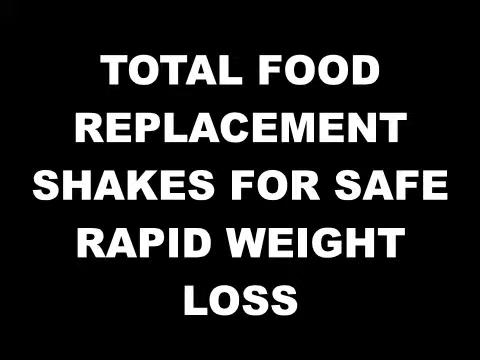 TOTAL FOOD
REPLACEMENT
SHAKES FOR SAFE
RAPID WEIGHT
LOSS